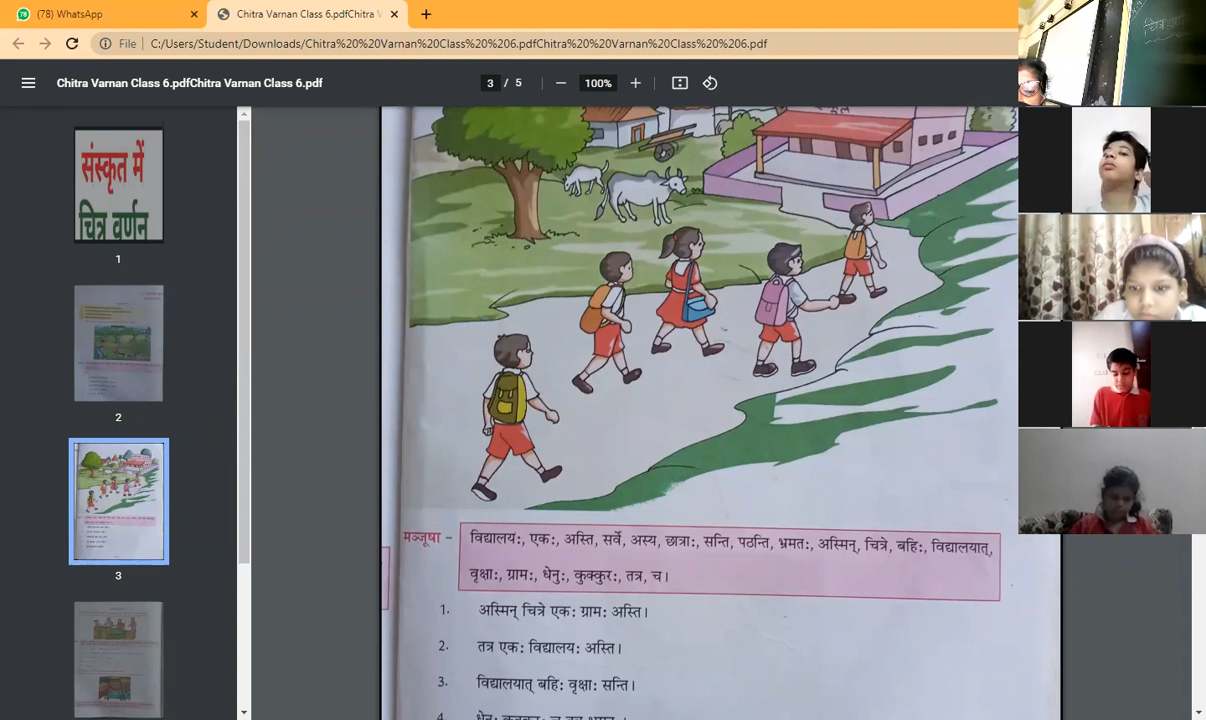 (78) WhatsApp
Chitra Varnan Class 6.pdfChitra V
File C:/Users/Student/Downloads/Chitra%20%20Varnan%20Class%20%206.pdfChitra%20%20Varnan%20Class%20%206.pdf
Chitra Varnan Class 6.pdfChitra Varnan Class 6.pdf
3 / 5
100%
संस्कृत में
चित्र वर्णन
1
2
3
मञ्जूषा - विद्यालयः, एकः, अस्ति, सर्वे, अस्य, छात्राः, सन्ति, पठन्ति, भ्रमतः, अस्मिन्, चित्रे, बहिः, विद्यालयात्,
वृक्षाः, ग्रामः, धेनुः, कुक्कुरः, तत्र, च।
1. अस्मिन् चित्रे एकः ग्रामः अस्ति।
2. तत्र एकः विद्यालयः अस्ति।
3. विद्यालयात् बहिः वृक्षाः सन्ति।
4.